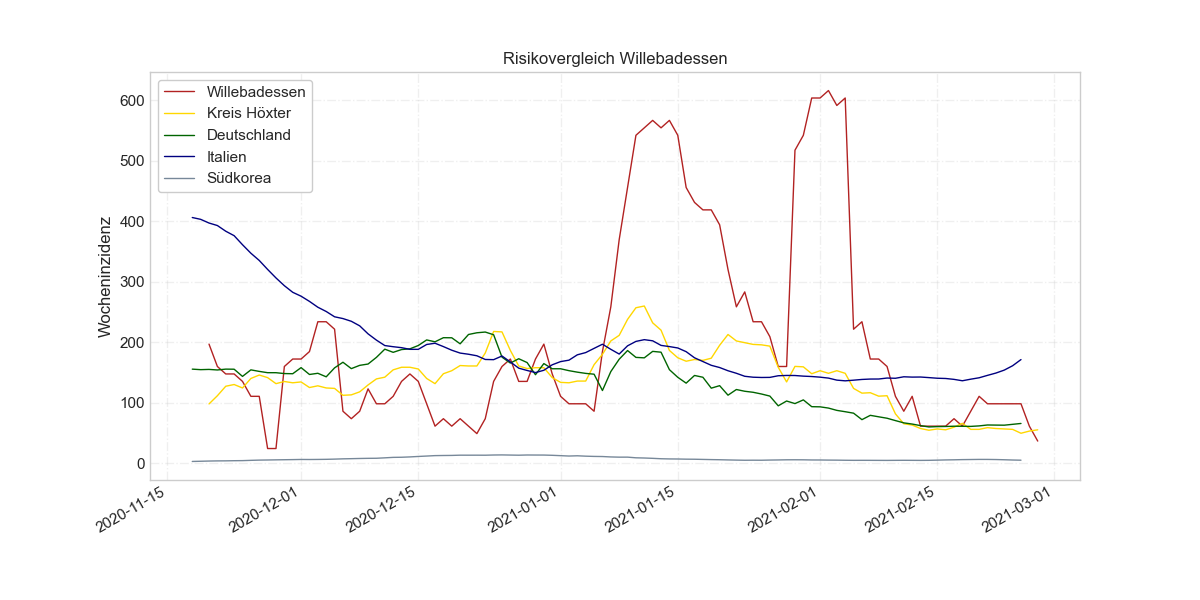 Risikovergleich Willebadessen
Willebadessen
Kreis Höxter
Deutschland
Italien
Südkorea
Wocheninzidenz
600
500
400
300
200
100
0
2020-11-15
2020-12-01
2020-12-15
2021-01-01
2021-01-15
2021-02-01
2021-02-15
2021-03-01